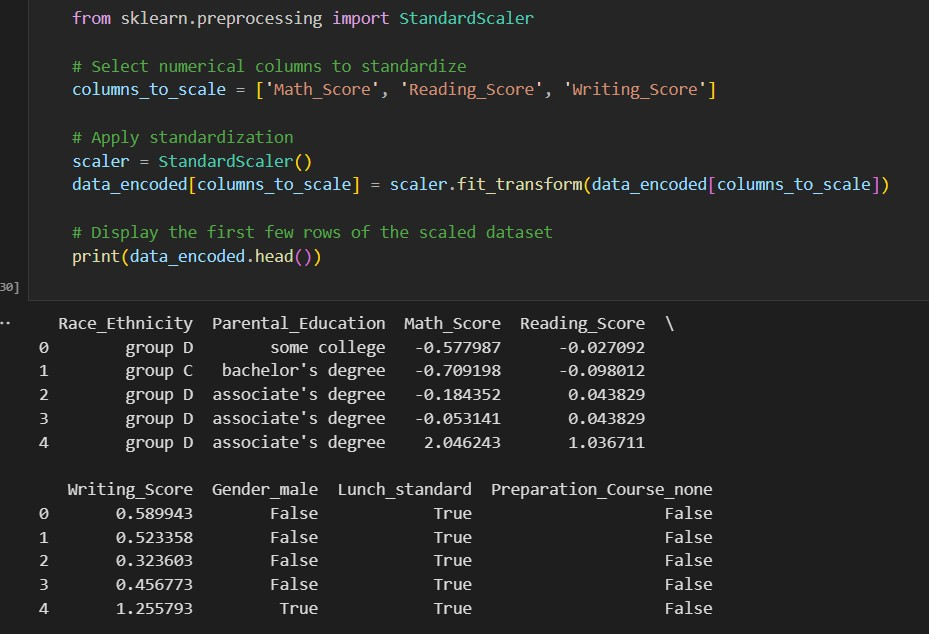 from sklearn.preprocessing import StandardScaler
# Select numerical columns to standardize
columns_to_scale = ['Math_Score', 'Reading_Score', 'Writing_Score']
# Apply standardization
scaler = StandardScaler()
data_encoded[columns_to_scale] = scaler.fit_transform(data_encoded[columns_to_scale])
# Display the first few rows of the scaled dataset
print(data_encoded.head())
30]
..
Race_Ethnicity Parental_Education Math_Score Reading_Score \
0 group D some college -0.577987 -0.027092
1 group C bachelor's degree -0.709198 -0.098012
2 group D associate's degree -0.184352 0.043829
3 group D associate's degree -0.053141 0.043829
4 group D associate's degree 2.046243 1.036711
Writing_Score Gender_male Lunch_standard Preparation_Course_none
0 0.589943 False True False
1 0.523358 False True False
2 0.323603 False True False
3 0.456773 False True False
4 1.255793 True True False